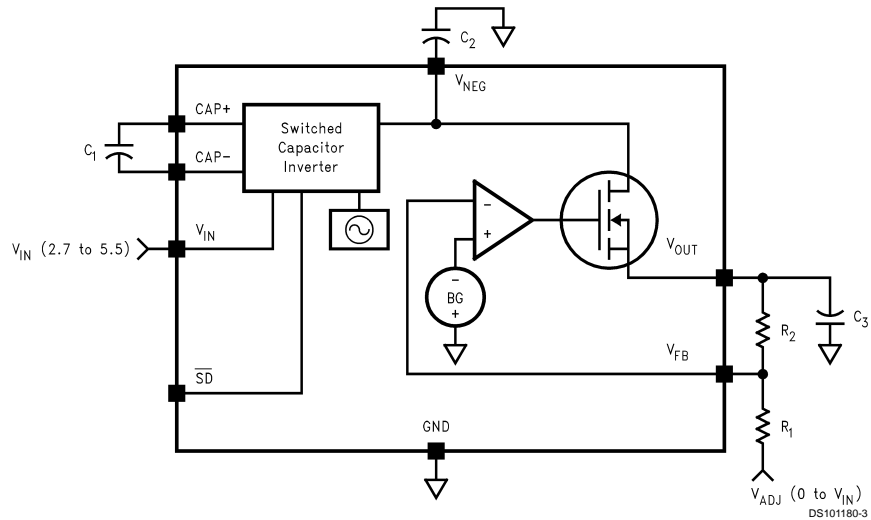 C2
VNEG
CAP+
Switched
Capacitor
Inverter
C1
CAP-
VIN
VIN (2.7 to 5.5)
-
+
VOUT
-
BG
+
C3
R2
VFB
SD
GND
R1
VADJ (0 to VIN)
DS101180-3